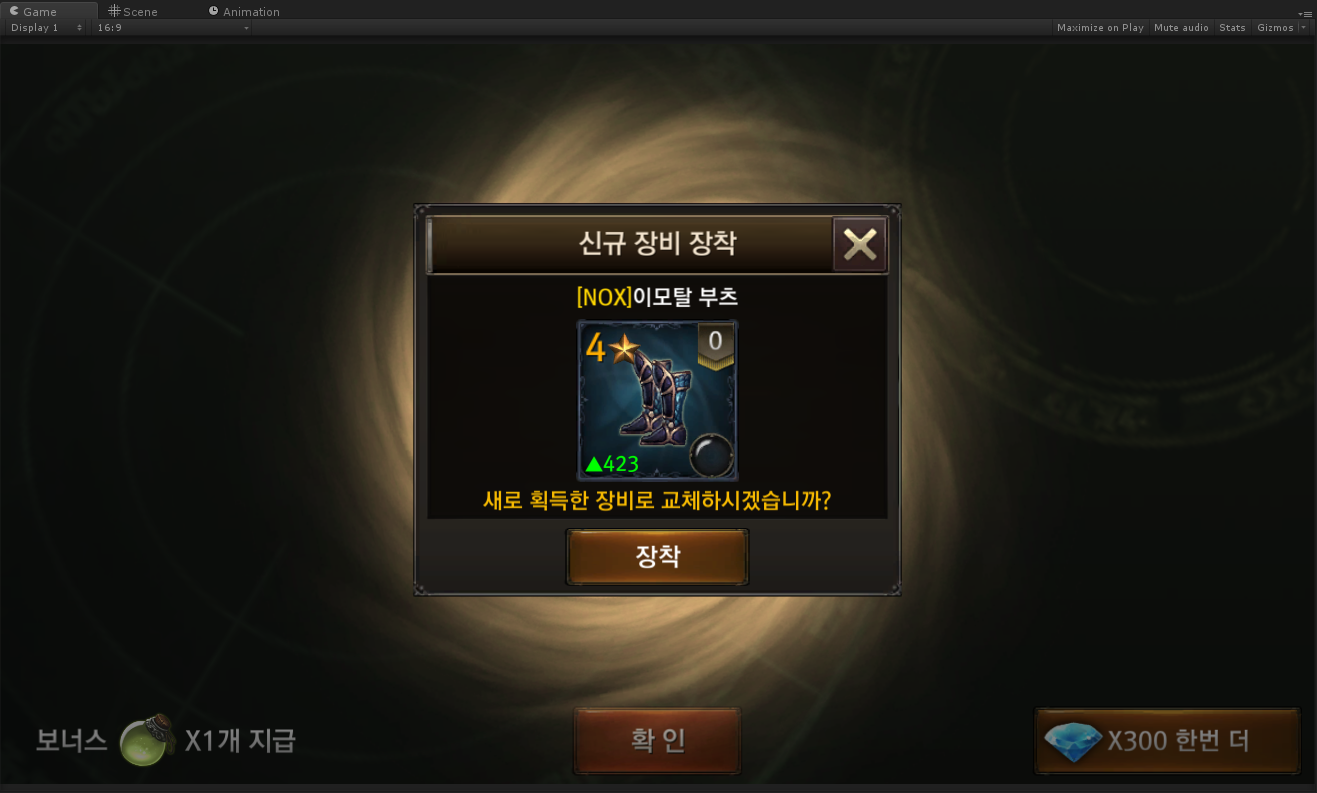 Game
Scene
Animation
Display 1
16:9
Maximize on Play
Mute audio
Stats
Gizmos
신규 장비 장착
[NOX]이모탈 부츠
4
0
▲423
새로 획득한 장비로 교체하시겠습니까?
장착
보너스 X1개 지급
확 인
X300 한번 더